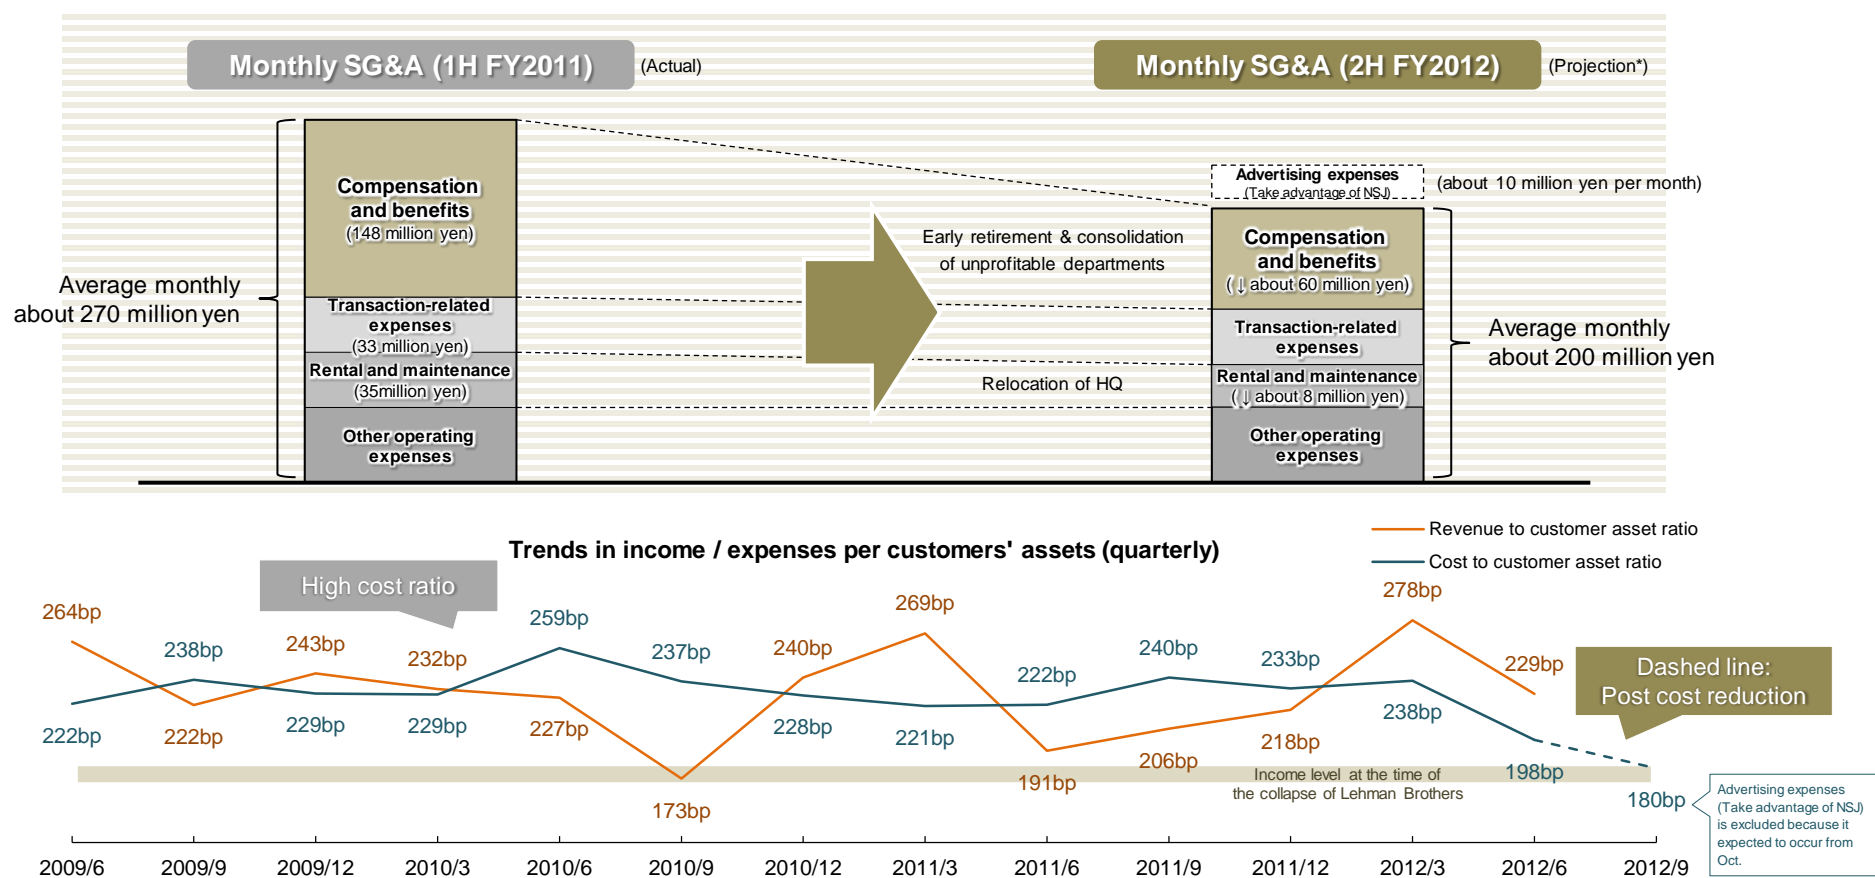 Monthly SG&A (1H FY2011)
(Actual)
Monthly SG&A (2H FY2012)
(Projection*)
Compensation
and benefits
(148 million yen)
Transaction-related
expenses
(33 million yen)
Rental and maintenance
(35million yen)
Other operating
expenses
Average monthly
about 270 million yen
Early retirement & consolidation
of unprofitable departments
Relocation of HQ
Advertising expenses
(Take advantage of NSJ)
(about 10 million yen per month)
Compensation
and benefits
(↓ about 60 million yen)
Transaction-related
expenses
Rental and maintenance
(↓ about 8 million yen)
Other operating
expenses
Average monthly
about 200 million yen
Trends in income / expenses per customers' assets (quarterly)
Revenue to customer asset ratio
Cost to customer asset ratio
High cost ratio
Dashed line:
Post cost reduction
264bp
222bp
243bp
232bp
227bp
173bp
240bp
269bp
191bp
206bp
218bp
278bp
229bp
222bp
238bp
229bp
229bp
259bp
237bp
228bp
221bp
222bp
240bp
233bp
238bp
198bp
180bp
Income level at the time of
the collapse of Lehman Brothers
Advertising expenses
(Take advantage of NSJ)
is excluded because it
expected to occur from
Oct.
2009/6
2009/9
2009/12
2010/3
2010/6
2010/9
2010/12
2011/3
2011/6
2011/9
2011/12
2012/3
2012/6
2012/9